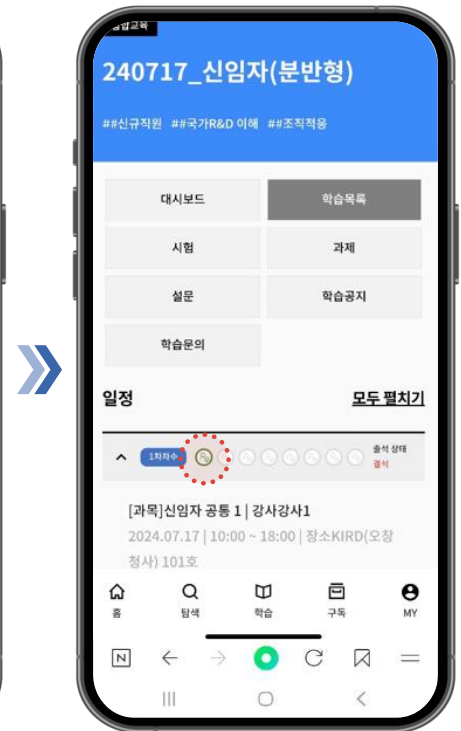 240717_신임자(분반형)
##신규직원 ##국가R&D 이해 ##조직적응
대시보드 학습목록
시험 과제
설문 학습공지
학습문의
일정 모두 펼치기
1차차수 출석 상태
결석
[과목]신임자 공통 1 | 강사강사1
2024.07.17 | 10:00 ~ 18:00 | 장소KIRD(오창
청사) 101호
홈 탐색 학습 구독 MY
N